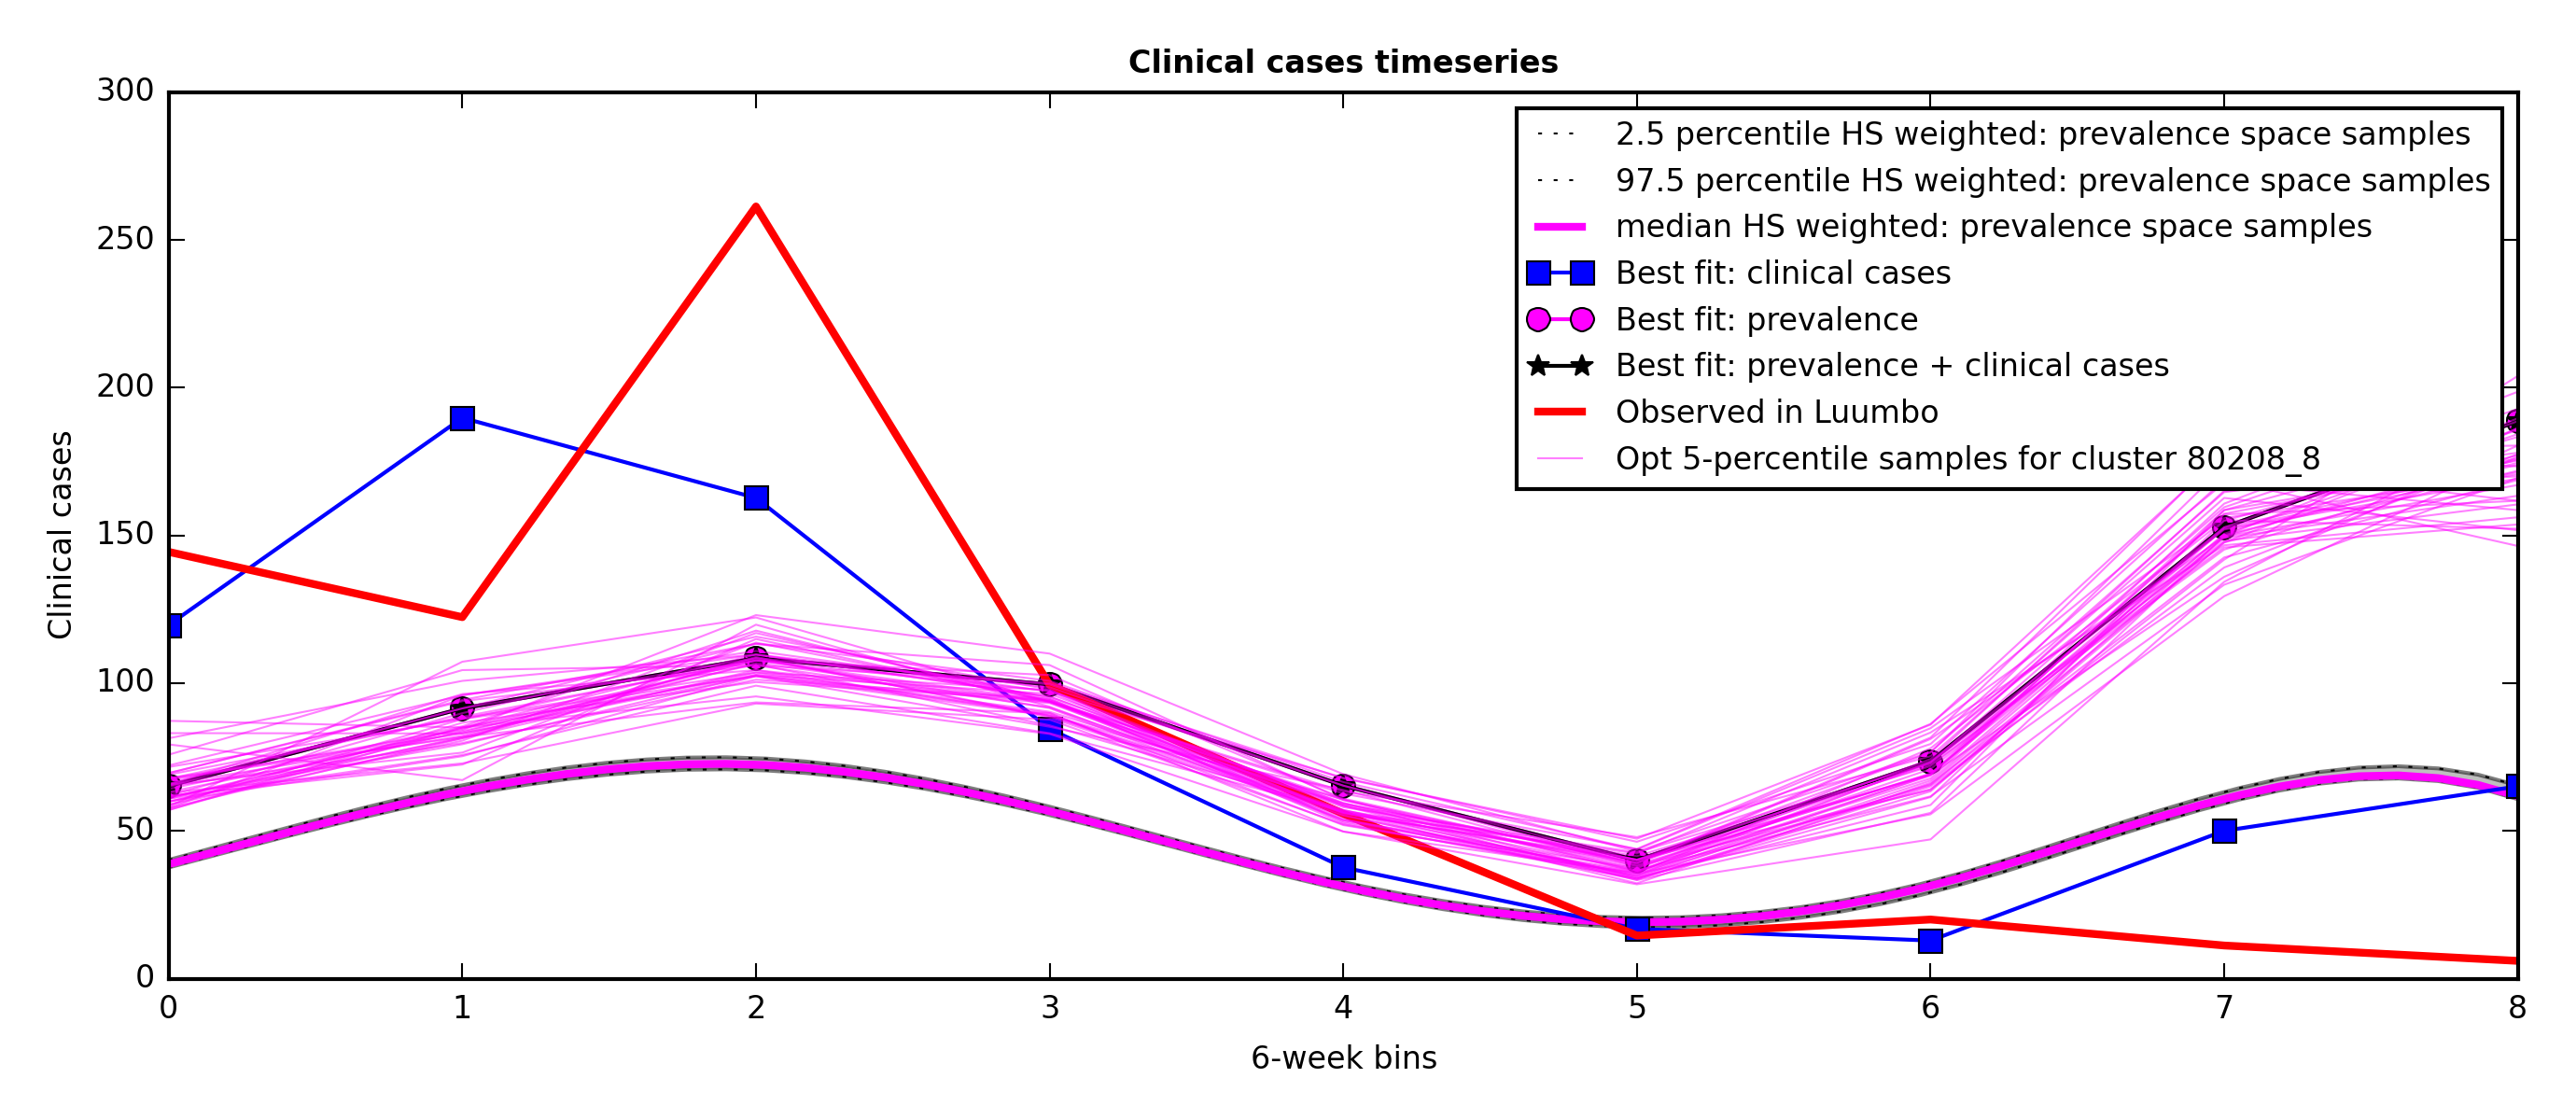 Clinical cases timeseries
300
250
200
150
100
50
0
Clinical cases
2.5 percentile HS weighted: prevalence space samples
97.5 percentile HS weighted: prevalence space samples
median HS weighted: prevalence space samples
Best fit: clinical cases
Best fit: prevalence
Best fit: prevalence + clinical cases
Observed in Luumbo
Opt 5-percentile samples for cluster 80208_8
0 1 2 3 4 5 6 7 8
6-week bins